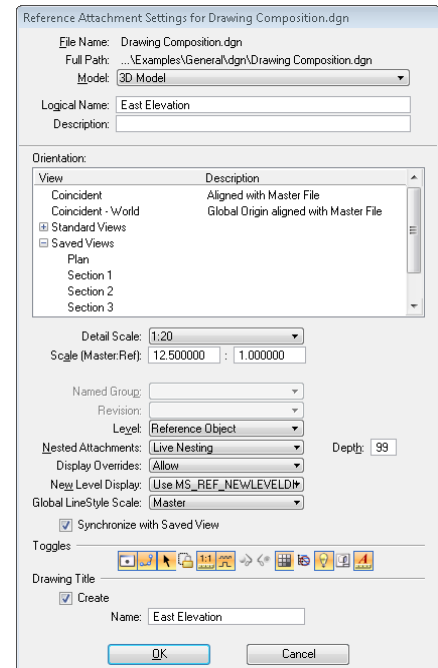 Reference Attachment Settings for Drawing Composition.dgn
File Name: Drawing Composition.dgn
Full Path: ...\Examples\General\dgn\Drawing Composition.dgn
Model: 3D Model
Logical Name: East Elevation
Description:
Orientation:
View Description
Coincident Aligned with Master File
Coincident - World Global Origin aligned with Master File
Standard Views
Saved Views
Plan
Section 1
Section 2
Section 3
Detail Scale: 1:20
Scale (Master:Ref): 12.500000 : 1.000000
Named Group:
Revision:
Level: Reference Object
Nested Attachments: Live Nesting Depth: 99
Display Overrides: Allow
New Level Display: Use MS_REF_NEWLEVELDI
Global LineStyle Scale: Master
Synchronize with Saved View
Toggles
1:1 A
Drawing Title
Create
Name: East Elevation
OK Cancel